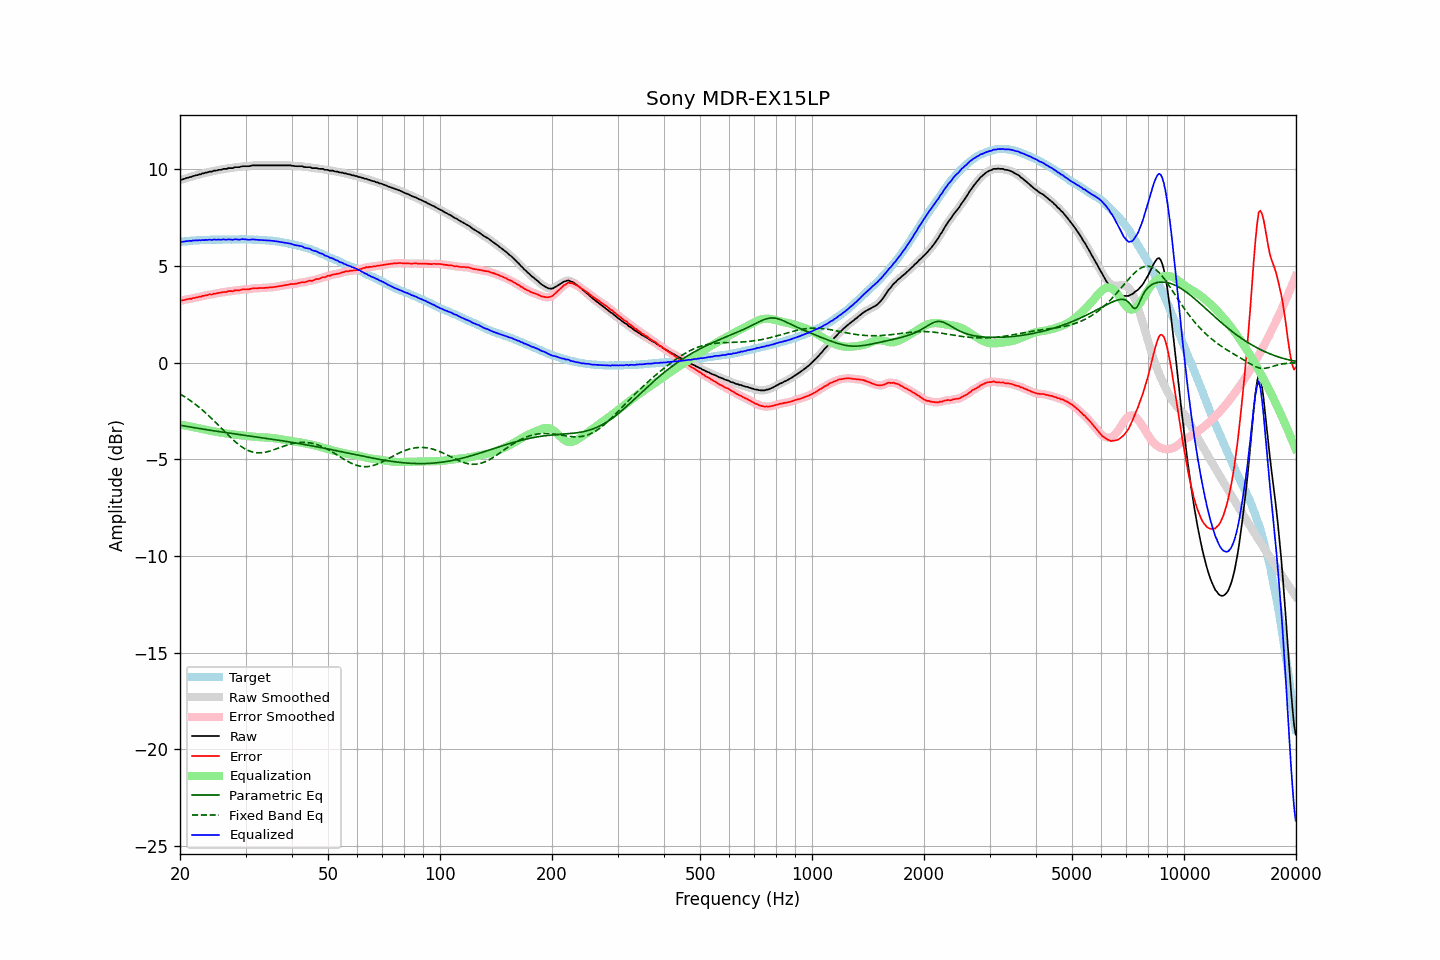 Sony MDR-EX15LP
Amplitude (dBr)
10
5
0
−5
−10
−15
−20
−25
Target
Raw Smoothed
Error Smoothed
Raw
Error
Equalization
Parametric Eq
Fixed Band Eq
Equalized
20 50 100 200 500 1000 2000 5000 10000 20000
Frequency (Hz)